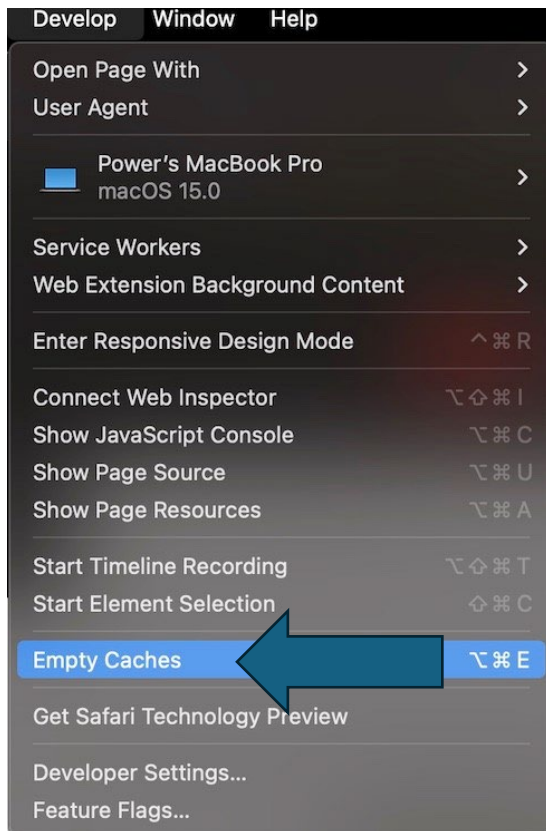 Develop Window Help
Open Page With
User Agent
Power's MacBook Pro
macOS 15.0
Service Workers
Web Extension Background Content
Enter Responsive Design Mode ^⌘R
Connect Web Inspector ⌥⇧⌘I
Show JavaScript Console ⌥⌘C
Show Page Source ⌥⌘U
Show Page Resources ⌥⌘A
Start Timeline Recording ⌥⇧⌘T
Start Element Selection ⇧⌘C
Empty Caches ⌥⌘E
Get Safari Technology Preview
Developer Settings...
Feature Flags...